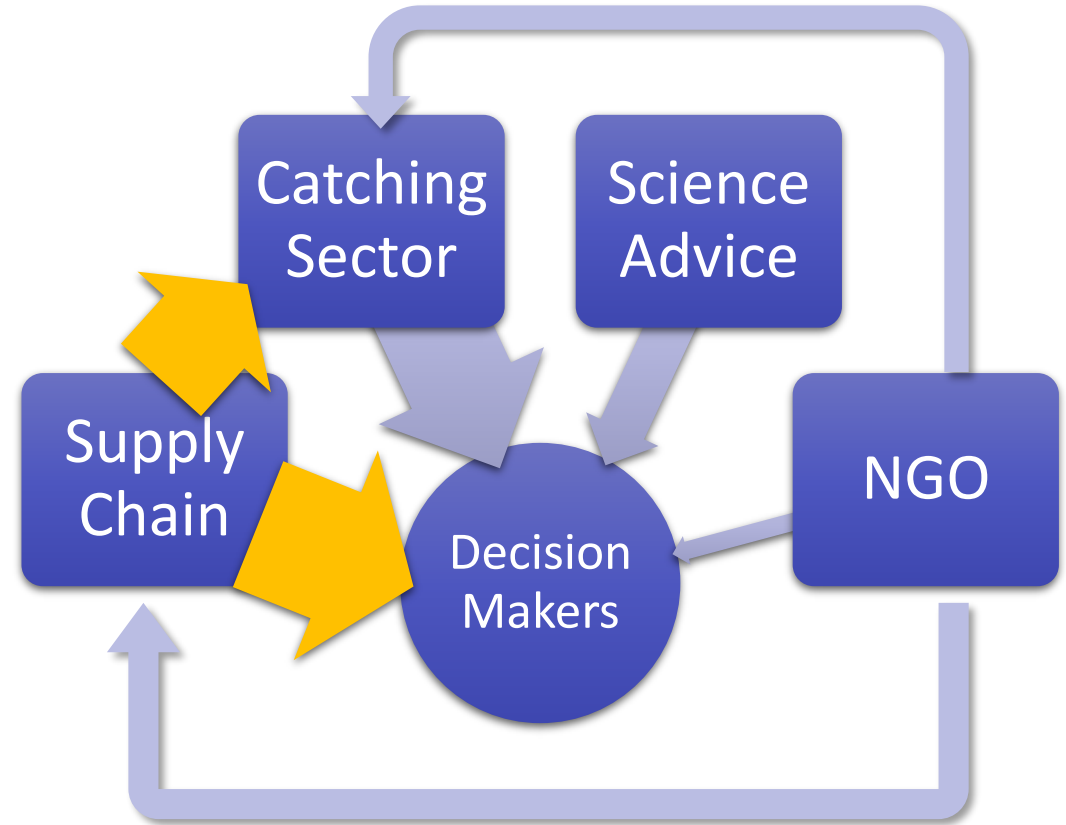 Catching
Sector
Science
Advice
Supply
Chain
NGO
Decision
Makers